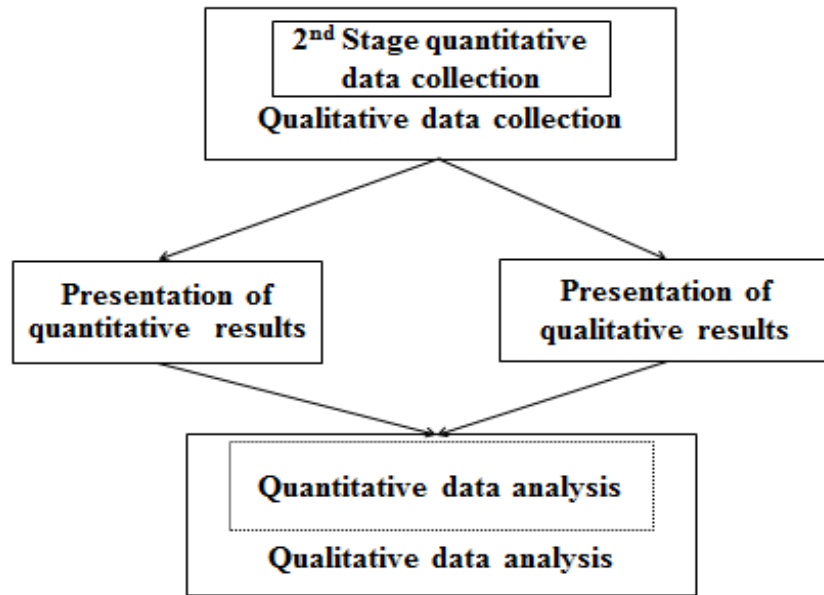 2nd Stage quantitative
data collection
Qualitative data collection
Presentation of
quantitative results
Presentation of
qualitative results
Quantitative data analysis
Qualitative data analysis